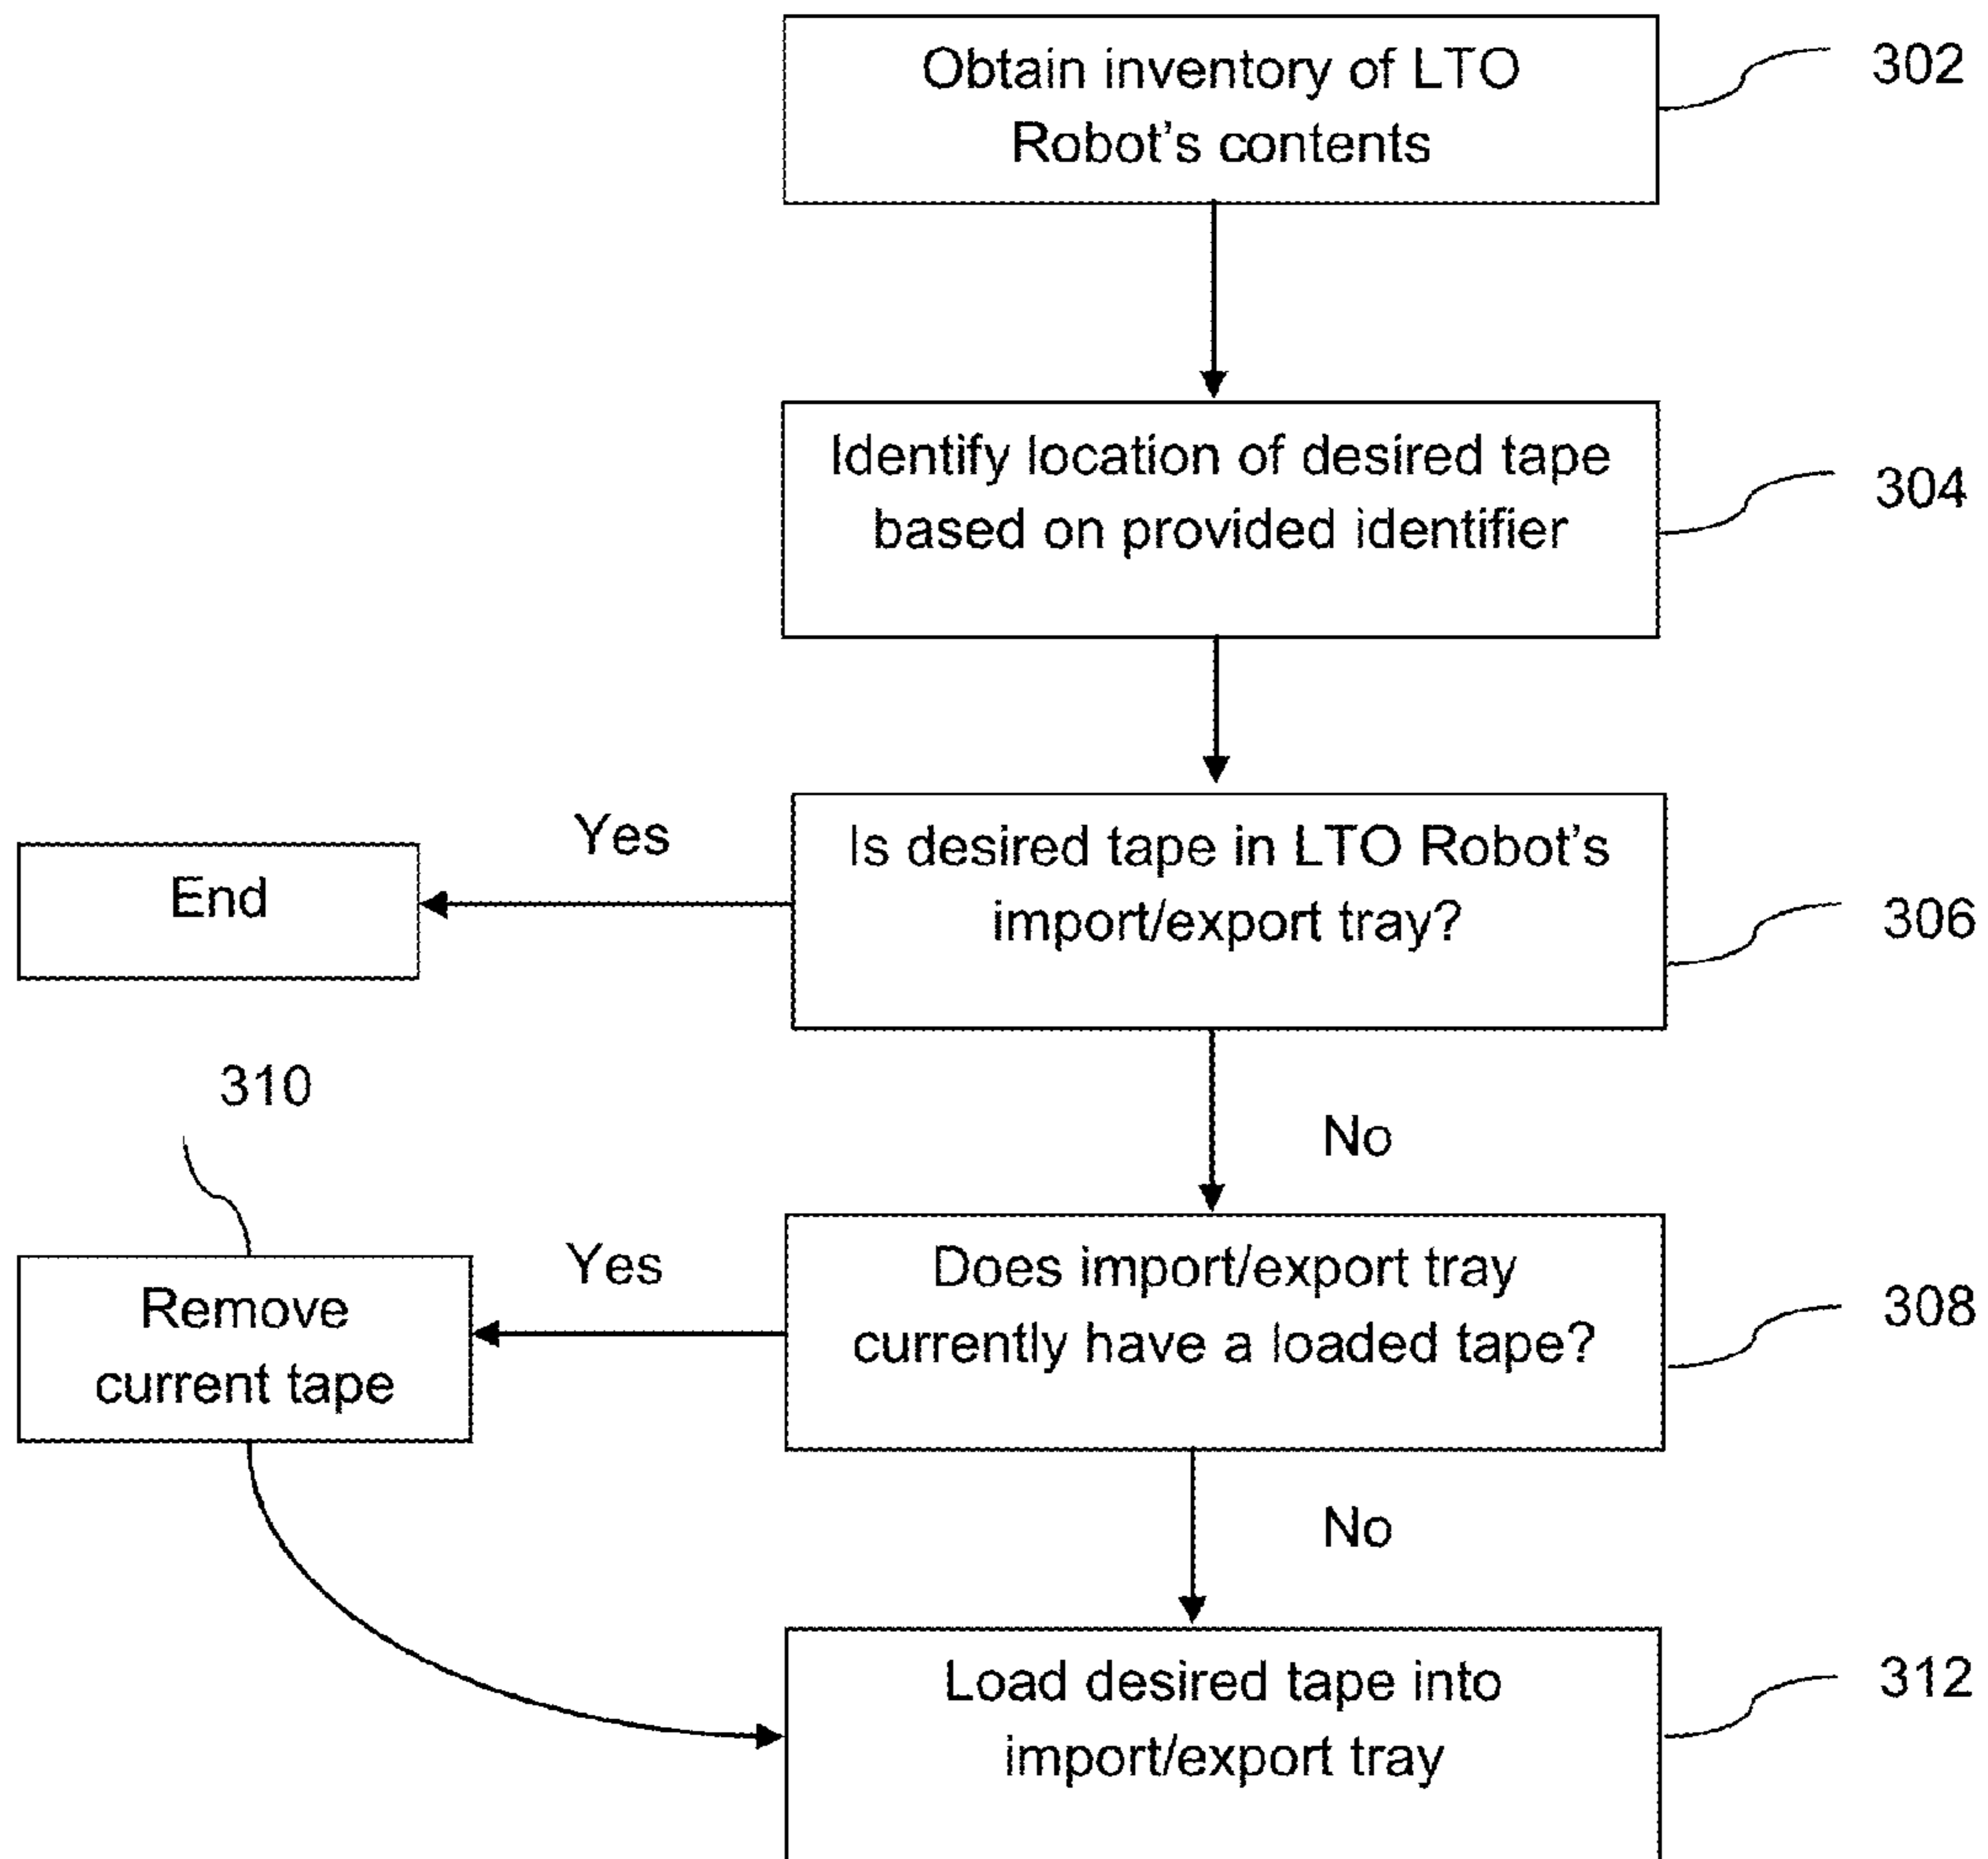 Obtain inventory of LTO
Robot's contents
302
Identify location of desired tape
based on provided identifier
304
Yes
Is desired tape in LTO Robot's
import/export tray?
306
End
310
No
Remove
current tape
Yes
Does import/export tray
currently have a loaded tape?
308
No
Load desired tape into
import/export tray
312